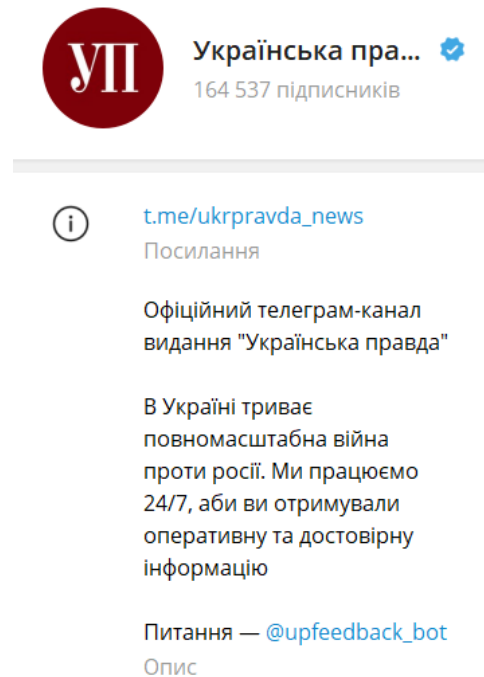 УП
Українська пра...
164 537 підписників
t.me/ukrpravda_news
Посилання
Офіційний телеграм-канал
видання "Українська правда"
В Україні триває
повномасштабна війна
проти росії. Ми працюємо
24/7, аби ви отримували
оперативну та достовірну
інформацію
Питання — @upfeedback_bot
Опис